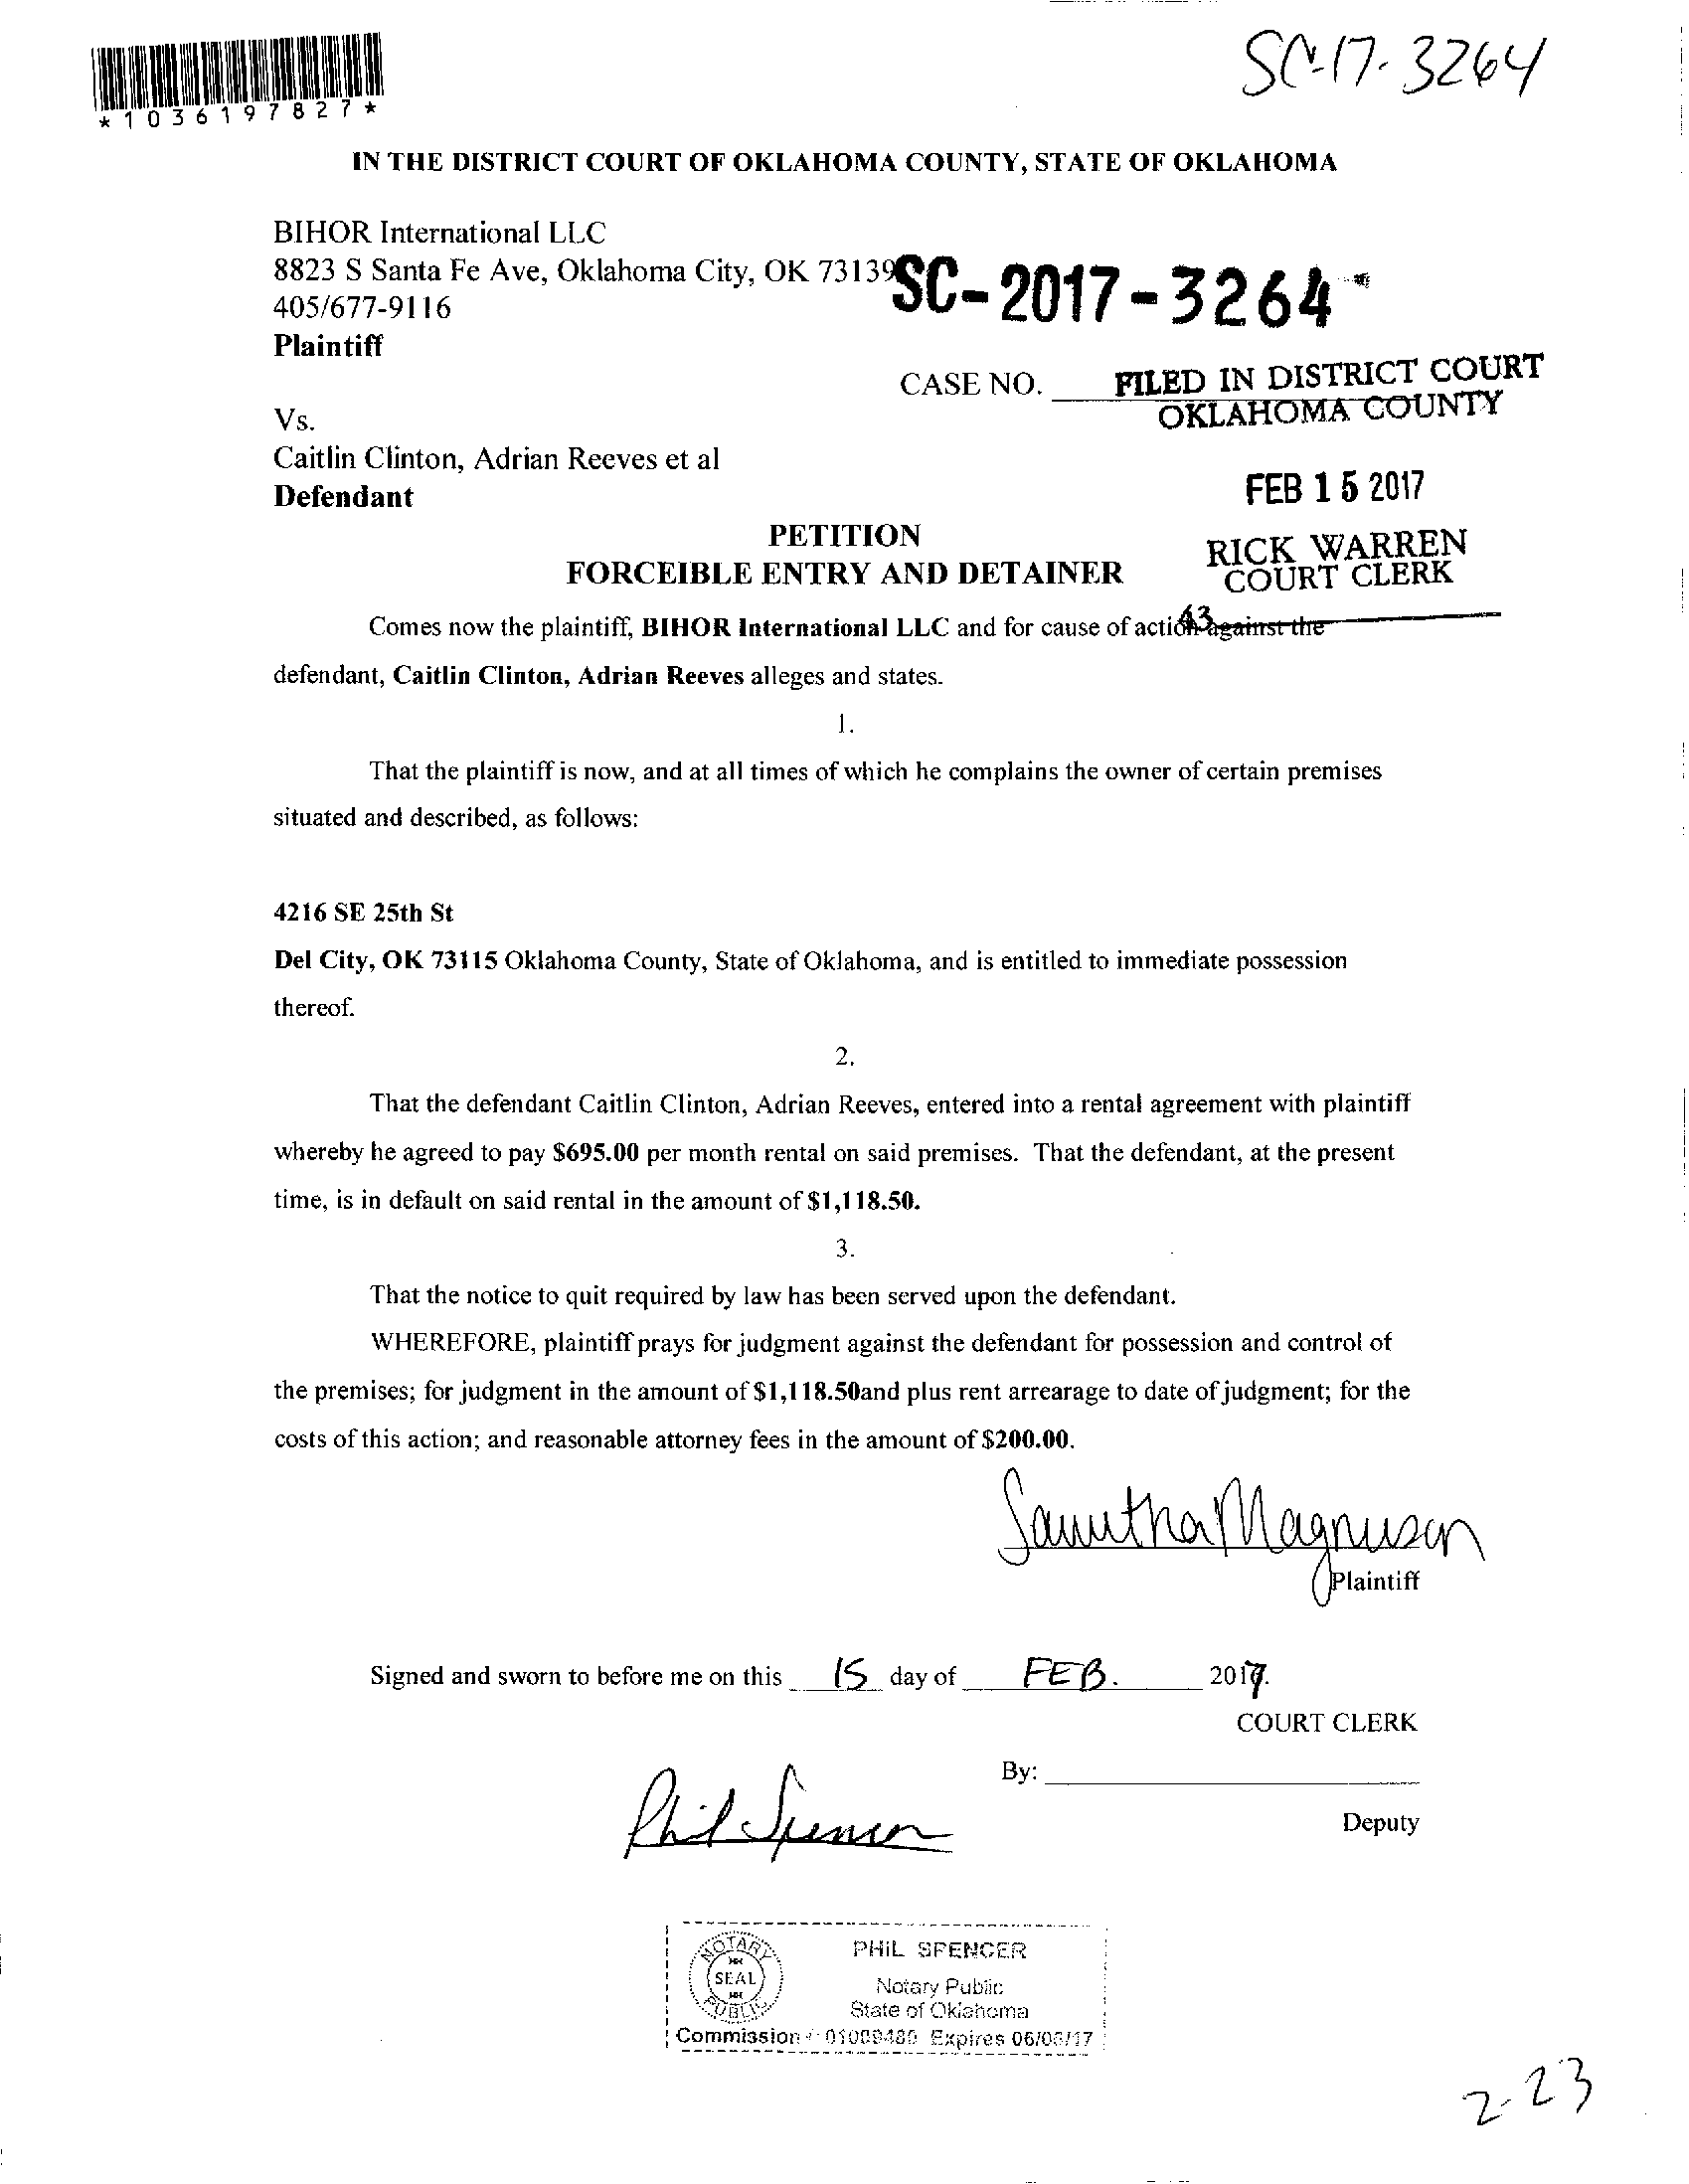 SC-17-3264
*1036197827*
IN THE DISTRICT COURT OF OKLAHOMA COUNTY, STATE OF OKLAHOMA
BIHOR International LLC
8823 S Santa Fe Ave, Oklahoma City, OK 73139
SC-2017-3264
405/677-9116
Plaintiff
CASE NO.
FILED IN DISTRICT COURT
OKLAHOMA COUNTY
Vs.
Caitlin Clinton, Adrian Reeves et al
Defendant
FEB 15 2017
PETITION
RICK WARREN
COURT CLERK
FORCEIBLE ENTRY AND DETAINER
43
Comes now the plaintiff, BIHOR International LLC and for cause of action against the
defendant, Caitlin Clinton, Adrian Reeves alleges and states.
1.
That the plaintiff is now, and at all times of which he complains the owner of certain premises
situated and described, as follows:
4216 SE 25th St
Del City, OK 73115 Oklahoma County, State of Oklahoma, and is entitled to immediate possession
thereof.
2.
That the defendant Caitlin Clinton, Adrian Reeves, entered into a rental agreement with plaintiff
whereby he agreed to pay $695.00 per month rental on said premises. That the defendant, at the present
time, is in default on said rental in the amount of $1,118.50.
3.
That the notice to quit required by law has been served upon the defendant.
WHEREFORE, plaintiff prays for judgment against the defendant for possession and control of
the premises; for judgment in the amount of $1,118.50and plus rent arrearage to date of judgment; for the
costs of this action; and reasonable attorney fees in the amount of $200.00.
Samutha Magnuson
Plaintiff
Signed and sworn to before me on this 15 day of FEB. 2017.
COURT CLERK
By:
Phil Spencer
Deputy
NOTARY PUBLIC
SEAL
PHIL SPENCER
Notary Public
State of Oklahoma
Commission # Expires
2-23